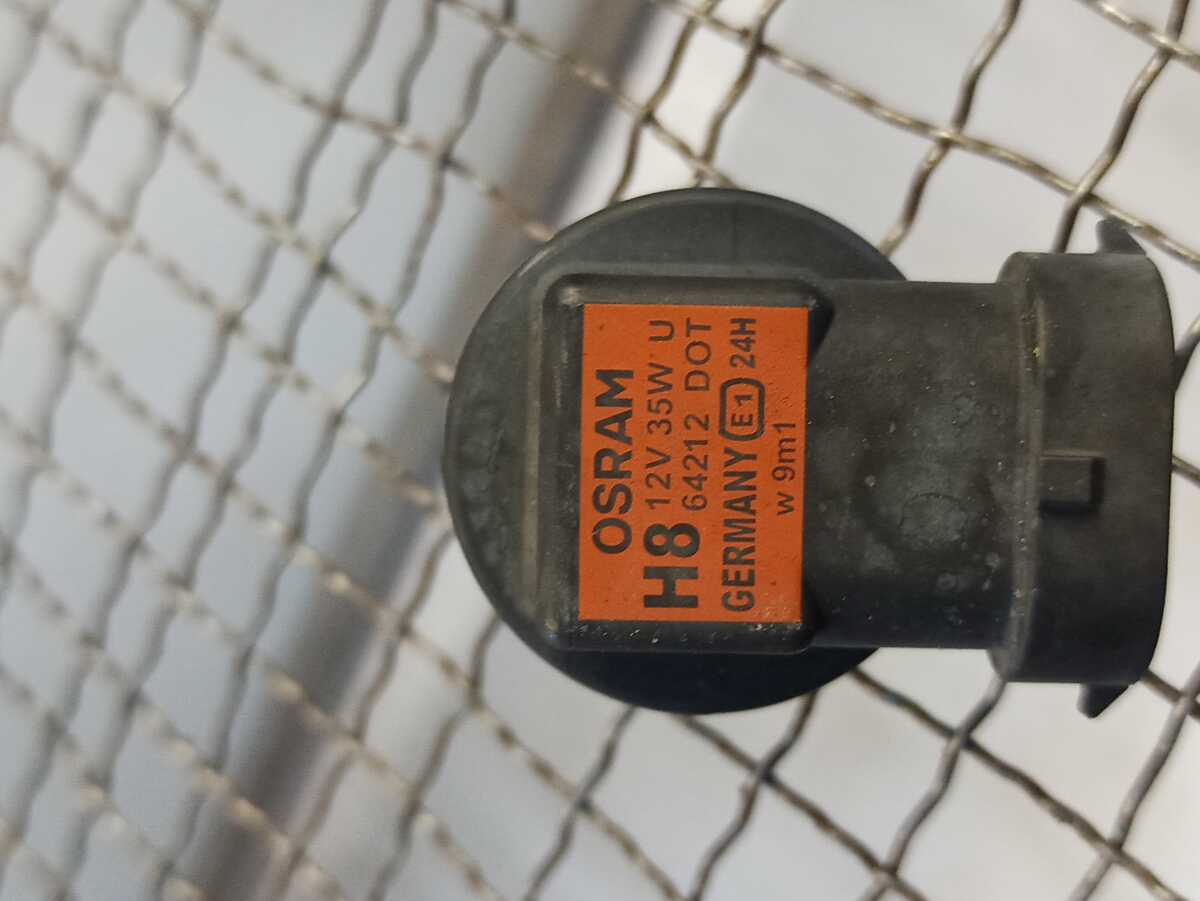 OSRAM
H8 12V 35W U
64212 DOT
GERMANY E1 24H
w 9m1